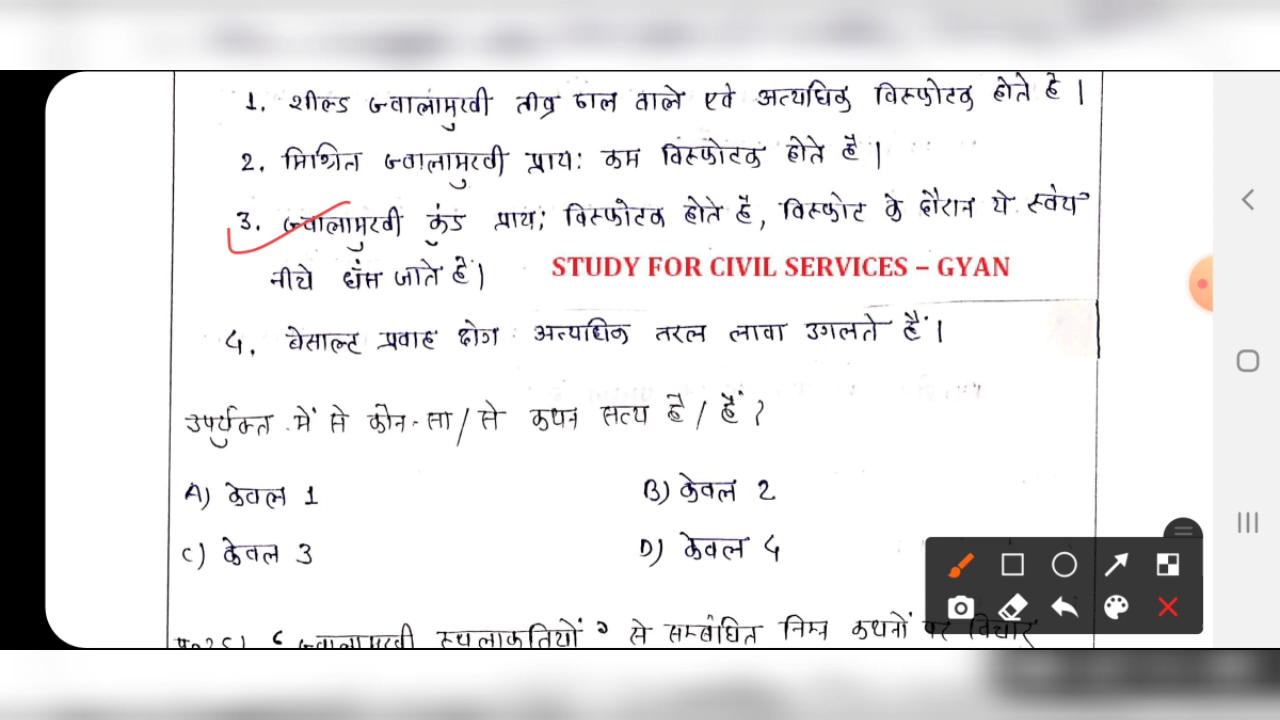 1. शील्ड ज्वालामुखी तीव्र ढाल वाले एवं अत्यधिक विस्फोटक होते है ।
2. मिश्रित ज्वालामुखी प्रायः कम विस्फोटक होते है ।
3. ज्वालामुखी कुंड प्रायः विस्फोटक होते है, विस्फोट के दौरान ये स्वंय
नीचे धँस जाते है ।
STUDY FOR CIVIL SERVICES – GYAN
4. बेसाल्ट प्रवाह क्षेत्र अत्यधिक तरल लावा उगलते हैं ।
उपर्युक्त में से कौन-सा / से कथन सत्य है / हैं ?
A) केवल 1
B) केवल 2
C) केवल 3
D) केवल 4
ज्वालामुखी स्थलाकृतियों से सम्बंधित निम्न कथनों पर विचार